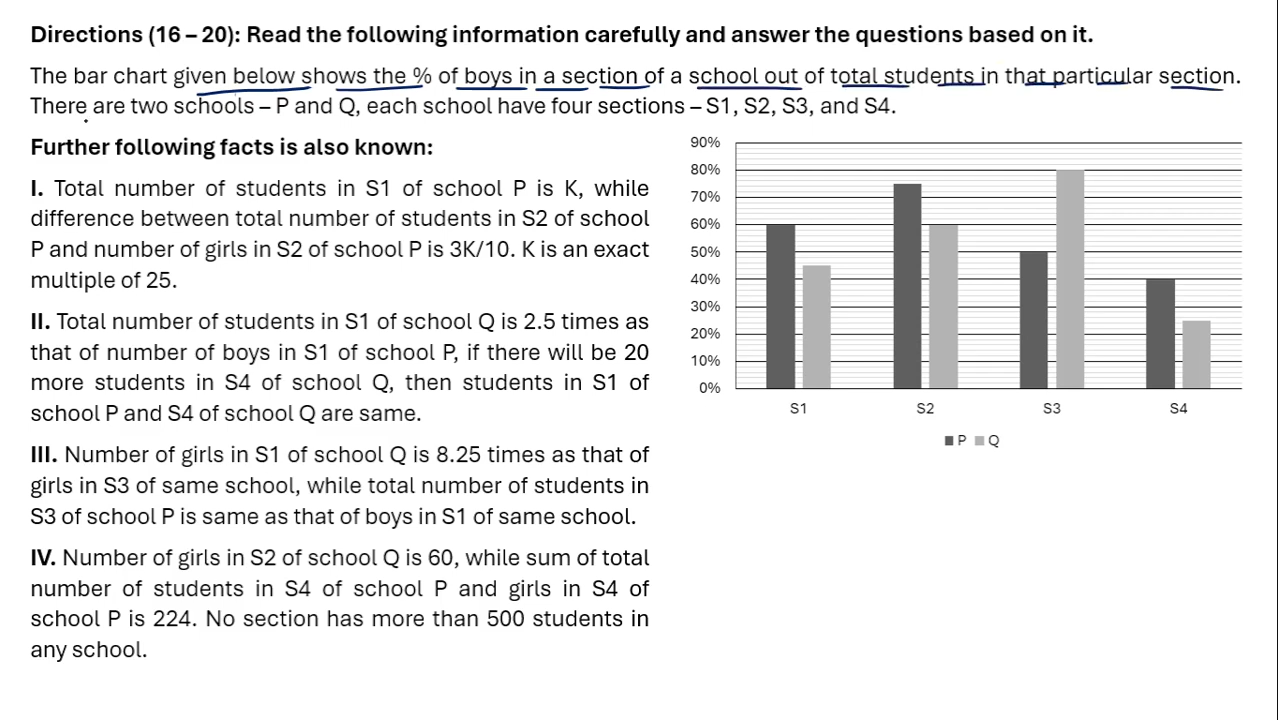 Directions (16 – 20): Read the following information carefully and answer the questions based on it.
The bar chart given below shows the % of boys in a section of a school out of total students in that particular section.
There are two schools – P and Q, each school have four sections – S1, S2, S3, and S4.
Further following facts is also known:
I. Total number of students in S1 of school P is K, while
difference between total number of students in S2 of school
P and number of girls in S2 of school P is 3K/10. K is an exact
multiple of 25.
II. Total number of students in S1 of school Q is 2.5 times as
that of number of boys in S1 of school P, if there will be 20
more students in S4 of school Q, then students in S1 of
school P and S4 of school Q are same.
III. Number of girls in S1 of school Q is 8.25 times as that of
girls in S3 of same school, while total number of students in
S3 of school P is same as that of boys in S1 of same school.
IV. Number of girls in S2 of school Q is 60, while sum of total
number of students in S4 of school P and girls in S4 of
school P is 224. No section has more than 500 students in
any school.
90%
80%
70%
60%
50%
40%
30%
20%
10%
0%
S1 S2 S3 S4
P Q